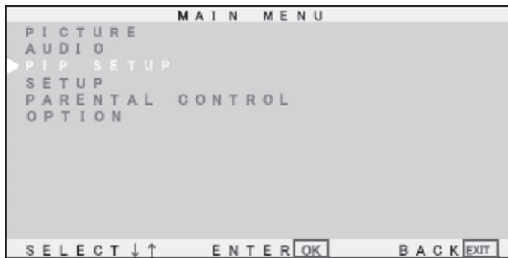 MAIN MENU
PICTURE
AUDIO
PIP SETUP
SETUP
PARENTAL CONTROL
OPTION
SELECT↓↑ ENTER OK BACK EXIT